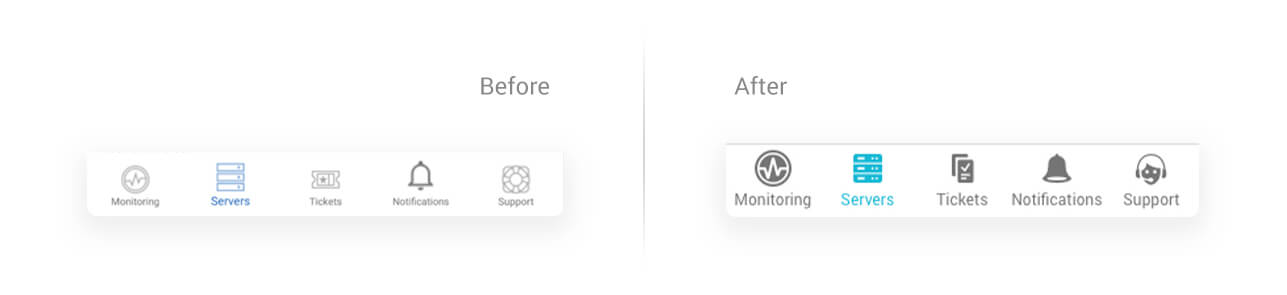 Before
Monitoring Servers Tickets Notifications Support
After
Monitoring Servers Tickets Notifications Support